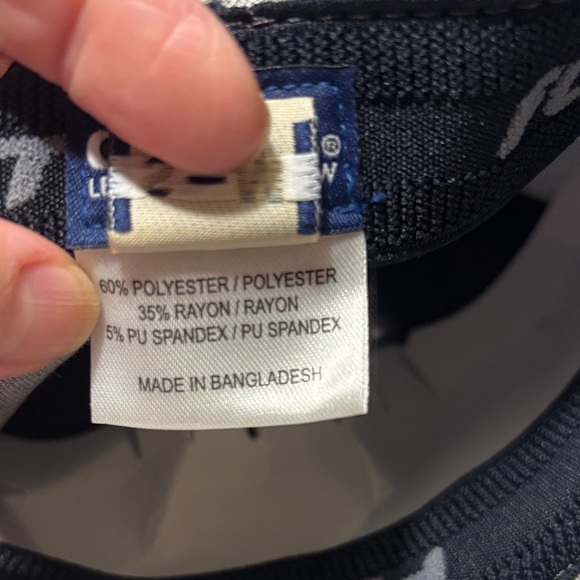 60% POLYESTER / POLYESTER
35% RAYON / RAYON
5% PU SPANDEX / PU SPANDEX
MADE IN BANGLADESH